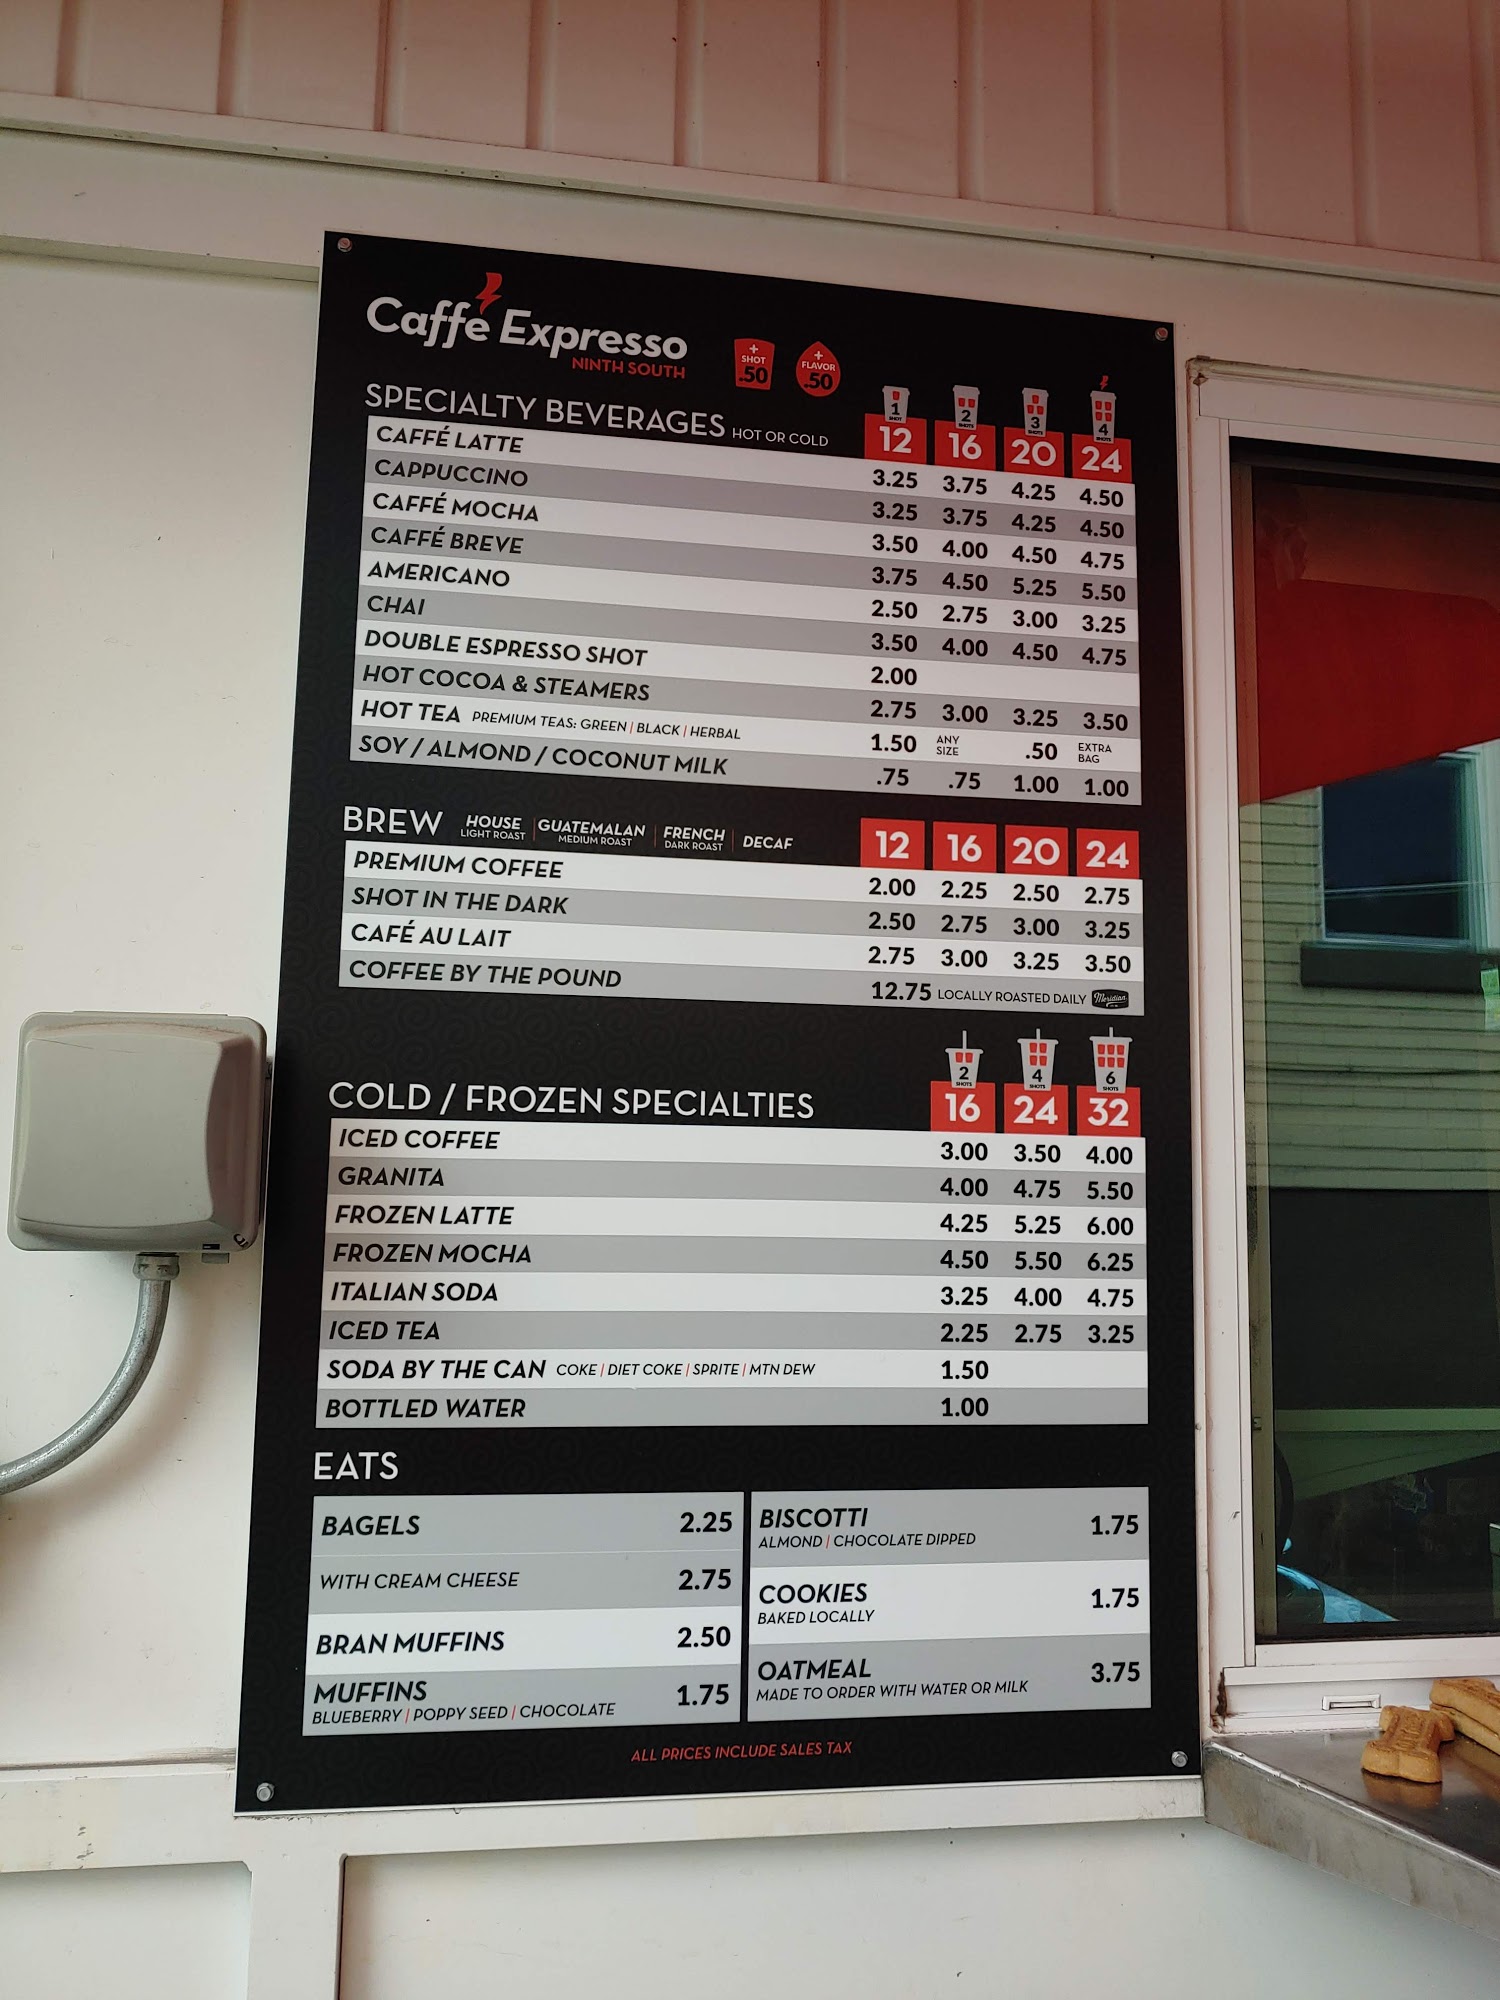 Caffé Expresso
NINTH SOUTH
+ SHOT .50
+ FLAVOR .50
SPECIALTY BEVERAGES HOT OR COLD
1 SHOT 2 SHOTS 3 SHOTS 4 SHOTS
12 16 20 24
CAFFÉ LATTE 3.25 3.75 4.25 4.50
CAPPUCCINO 3.25 3.75 4.25 4.50
CAFFÉ MOCHA 3.50 4.00 4.50 4.75
CAFFÉ BREVE 3.75 4.50 5.25 5.50
AMERICANO 2.50 2.75 3.00 3.25
CHAI 3.50 4.00 4.50 4.75
DOUBLE ESPRESSO SHOT 2.00
HOT COCOA & STEAMERS 2.75 3.00 3.25 3.50
HOT TEA PREMIUM TEAS: GREEN | BLACK | HERBAL 1.50 ANY SIZE .50 EXTRA BAG
SOY / ALMOND / COCONUT MILK .75 .75 1.00 1.00
BREW HOUSE LIGHT ROAST | GUATEMALAN MEDIUM ROAST | FRENCH DARK ROAST | DECAF 12 16 20 24
PREMIUM COFFEE 2.00 2.25 2.50 2.75
SHOT IN THE DARK 2.50 2.75 3.00 3.25
CAFÉ AU LAIT 2.75 3.00 3.25 3.50
COFFEE BY THE POUND 12.75 LOCALLY ROASTED DAILY Meridian
2 SHOTS 4 SHOTS 6 SHOTS
COLD / FROZEN SPECIALTIES 16 24 32
ICED COFFEE 3.00 3.50 4.00
GRANITA 4.00 4.75 5.50
FROZEN LATTE 4.25 5.25 6.00
FROZEN MOCHA 4.50 5.50 6.25
ITALIAN SODA 3.25 4.00 4.75
ICED TEA 2.25 2.75 3.25
SODA BY THE CAN COKE | DIET COKE | SPRITE | MTN DEW 1.50
BOTTLED WATER 1.00
EATS
BAGELS 2.25
WITH CREAM CHEESE 2.75
BRAN MUFFINS 2.50
MUFFINS 1.75
BLUEBERRY | POPPY SEED | CHOCOLATE
BISCOTTI 1.75
ALMOND | CHOCOLATE DIPPED
COOKIES 1.75
BAKED LOCALLY
OATMEAL 3.75
MADE TO ORDER WITH WATER OR MILK
ALL PRICES INCLUDE SALES TAX